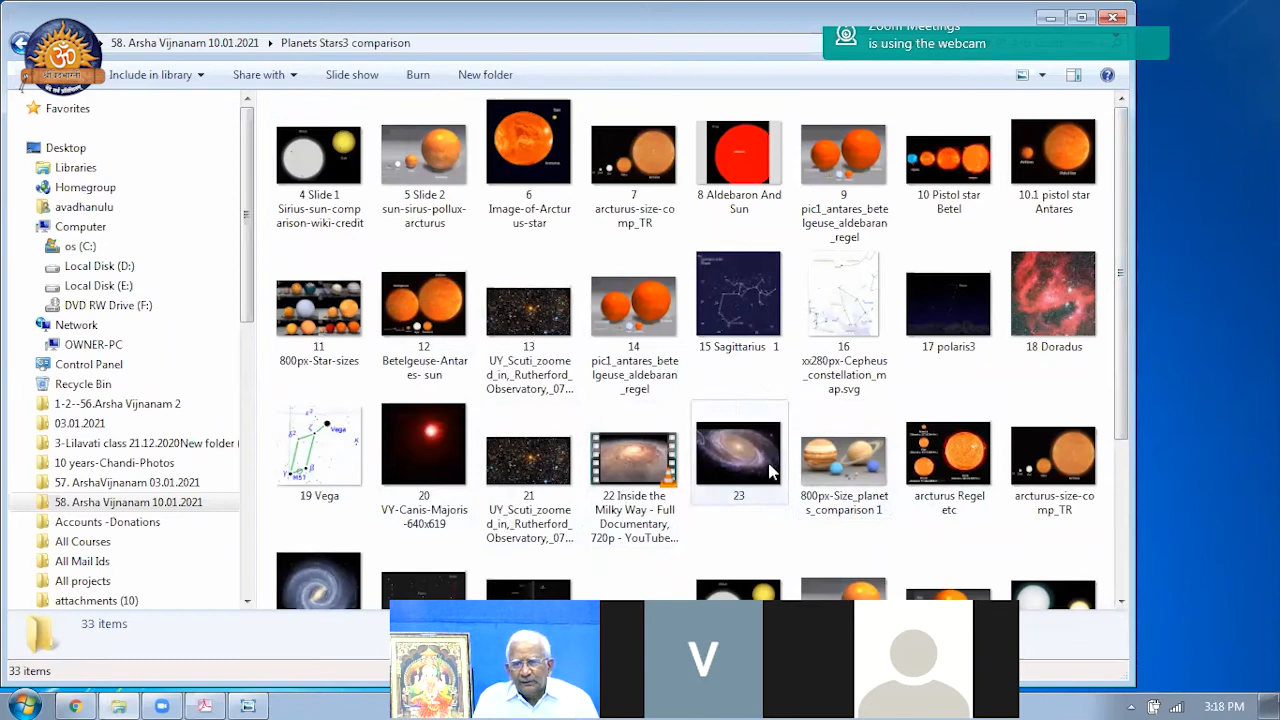 58. Arsha Vijnanam 10.01.2021
Planets Stars3 comparison
Zoom Meetings
is using the webcam
Include in library
Share with
Slide show
Burn
New folder
श्री वेदभारती
Favorites
Desktop
Libraries
Homegroup
avadhanulu
Computer
os (C:)
Local Disk (D:)
Local Disk (E:)
DVD RW Drive (F:)
Network
OWNER-PC
Control Panel
Recycle Bin
1-2--56.Arsha Vijnanam 2
03.01.2021
3-Lilavati class 21.12.2020New fold
10 years-Chandi-Photos
57. ArshaVijnanam 03.01.2021
58. Arsha Vijnanam 10.01.2021
Accounts -Donations
All Courses
All Mail Ids
All projects
attachments (10)
4 Slide 1
Sirius-sun-comp
arison-wiki-credit
5 Slide 2
sun-sirus-pollux-
arcturus
6
Image-of-Arctur
us-star
7
arcturus-size-co
mp_TR
8 Aldebaron And
Sun
9
pic1_antares_bete
lgeuse_aldebaran
_regel
10 Pistol star
Betel
10.1 pistol star
Antares
11
800px-Star-sizes
12
Betelgeuse-Antar
es- sun
13
UY_Scuti_zoome
d_in,_Rutherford
_Observatory,_07...
14
pic1_antares_bete
lgeuse_aldebaran
_regel
15 Sagittarius 1
16
xx280px-Cepheus
_constellation_m
ap.svg
17 polaris3
18 Doradus
19 Vega
20
VY-Canis-Majoris
-640x619
21
UY_Scuti_zoome
d_in,_Rutherford
_Observatory,_07...
22 Inside the
Milky Way - Full
Documentary,
720p - YouTube...
23
800px-Size_planet
s_comparison 1
arcturus Regel
etc
arcturus-size-co
mp_TR
Vega
33 items
33 items
V
3:18 PM